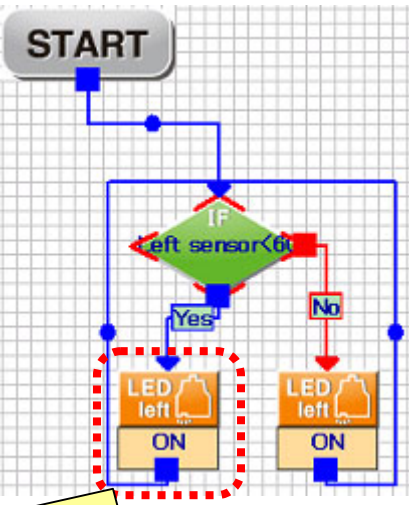 START
IF
Left sensor<60
Yes
No
LED
left
ON
LED
left
ON